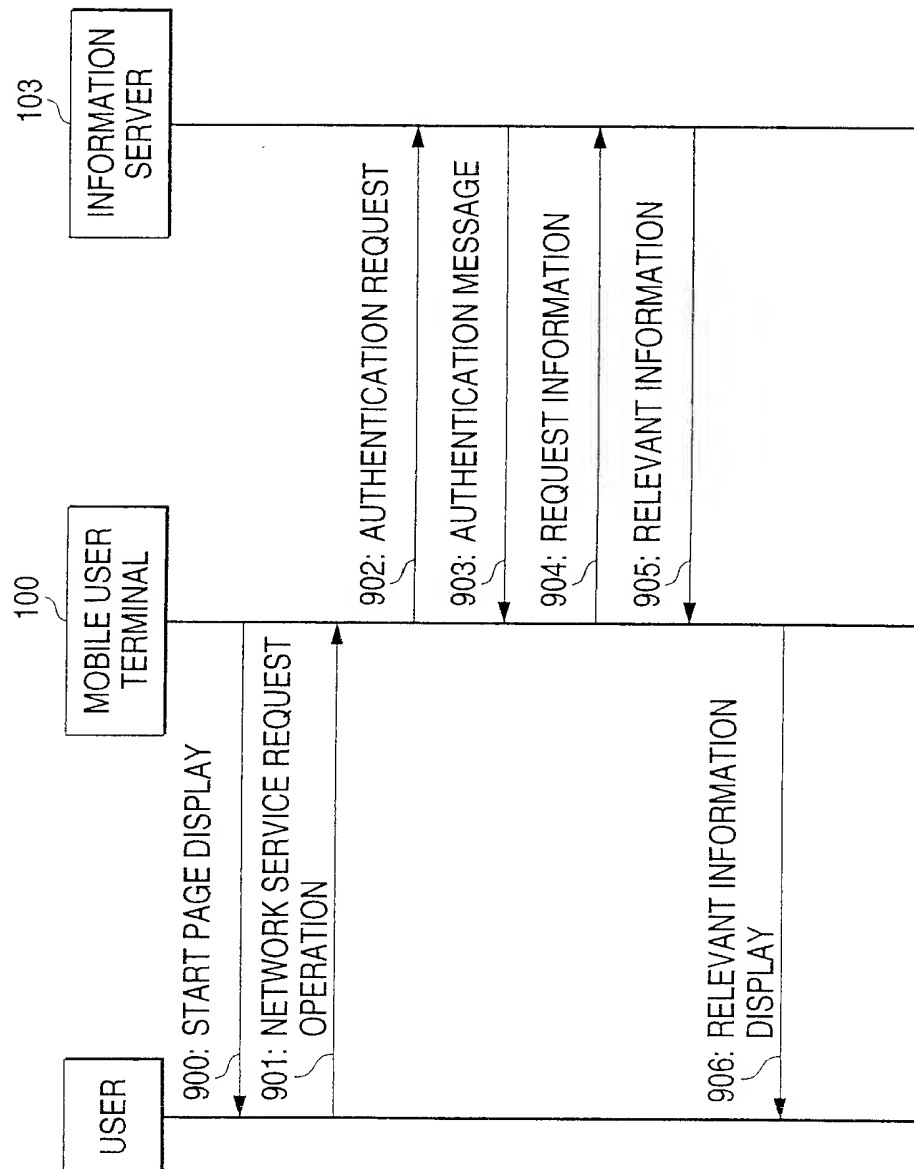 USER
100
MOBILE USER
TERMINAL
103
INFORMATION
SERVER
900: START PAGE DISPLAY
901: NETWORK SERVICE REQUEST
OPERATION
902: AUTHENTICATION REQUEST
903: AUTHENTICATION MESSAGE
904: REQUEST INFORMATION
905: RELEVANT INFORMATION
906: RELEVANT INFORMATION
DISPLAY